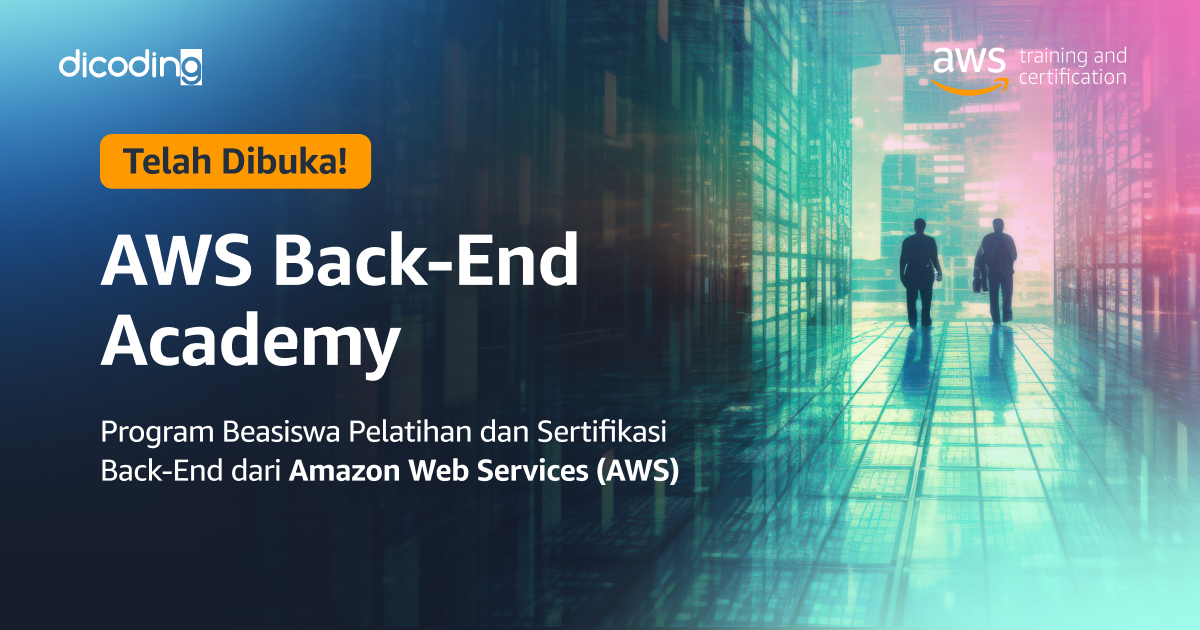 dicoding
aws training and
certification
Telah Dibuka!
AWS Back-End
Academy
Program Beasiswa Pelatihan dan Sertifikasi
Back-End dari Amazon Web Services (AWS)